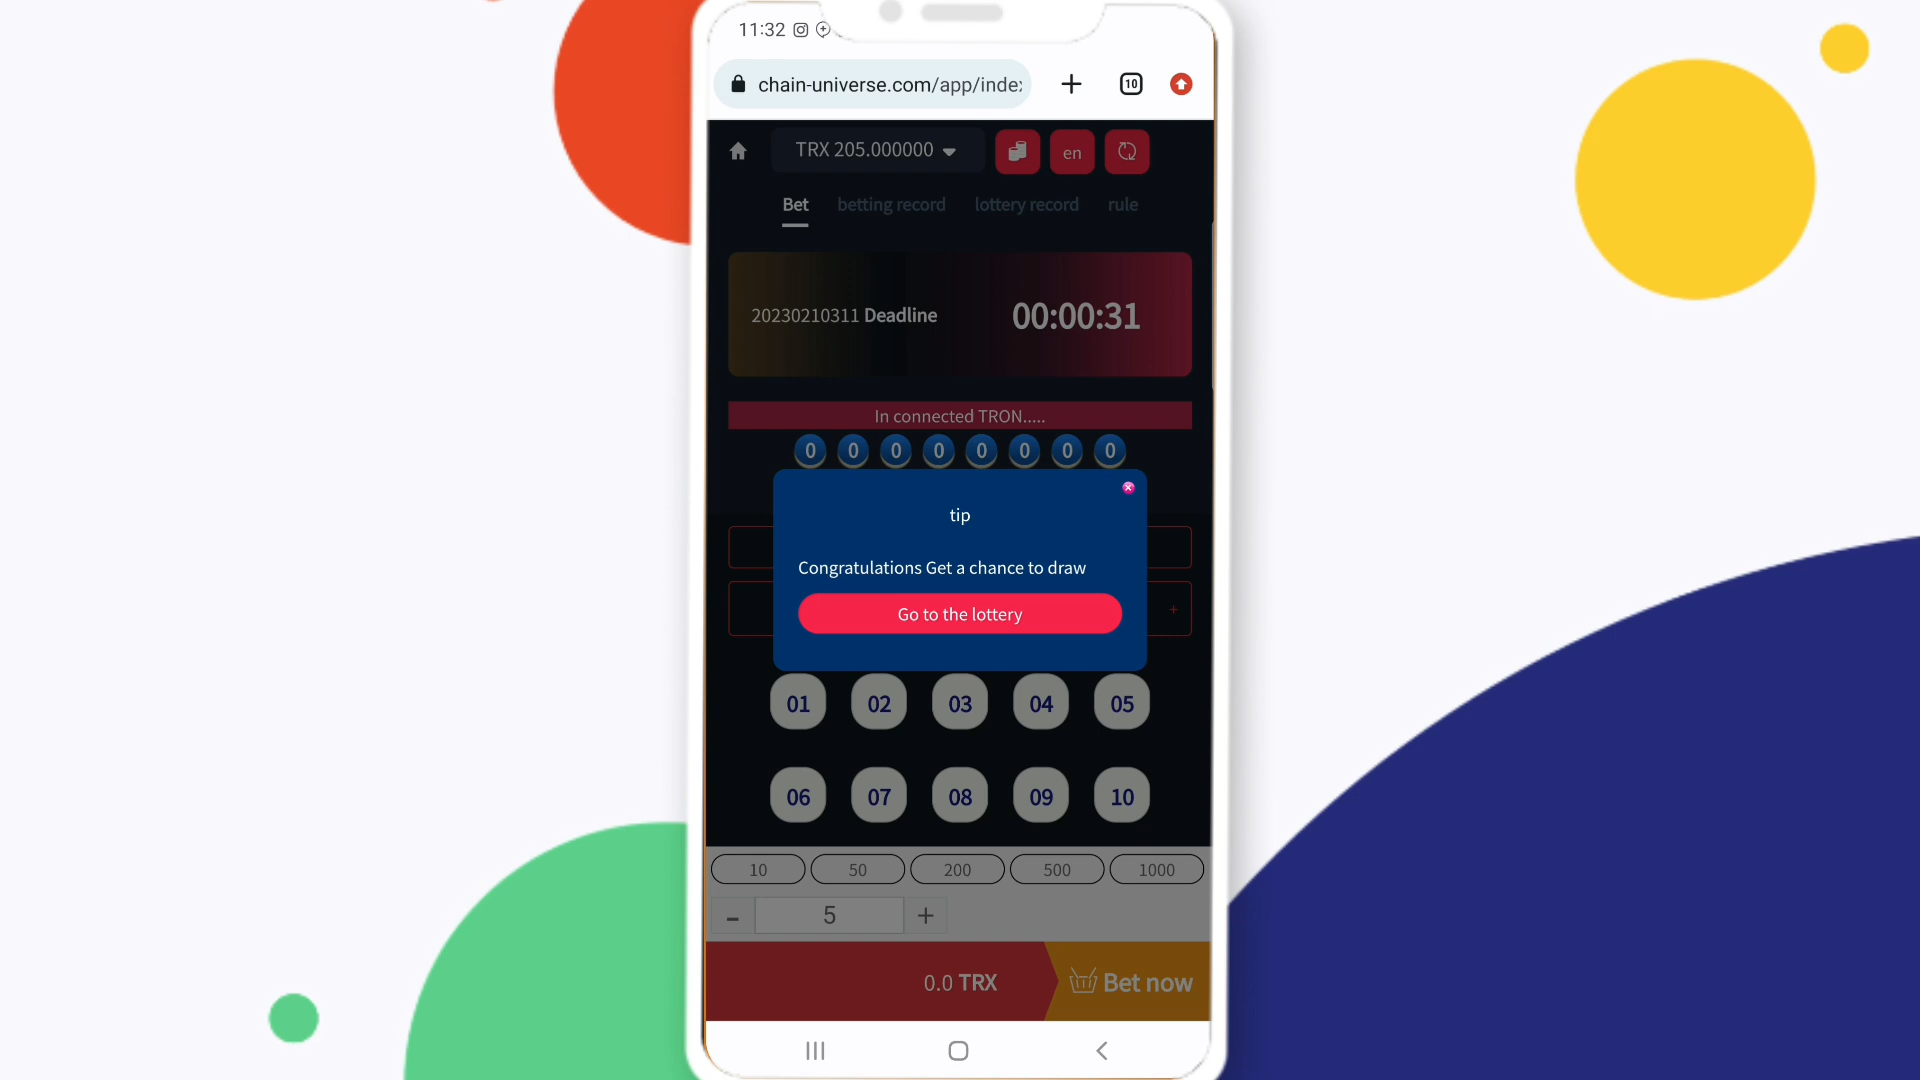 11:32
chain-universe.com/app/inde
10
TRX 205.000000
en
Bet betting record lottery record rule
20230210311 Deadline 00:00:31
In connected TRON.....
0 0 0 0 0 0 0 0
tip
Congratulations Get a chance to draw
Go to the lottery
+
01 02 03 04 05
06 07 08 09 10
10 50 200 500 1000
- 5 +
0.0 TRX Bet now